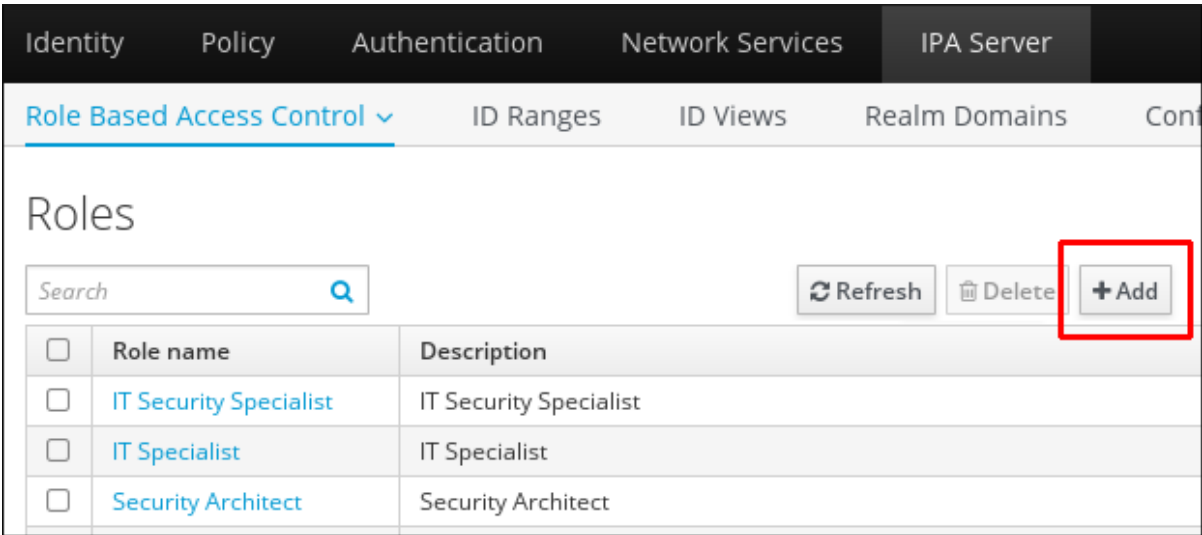 Identity Policy Authentication Network Services IPA Server
Role Based Access Control ID Ranges ID Views Realm Domains
Roles
Search Refresh Delete +Add
Role name Description
IT Security Specialist IT Security Specialist
IT Specialist IT Specialist
Security Architect Security Architect